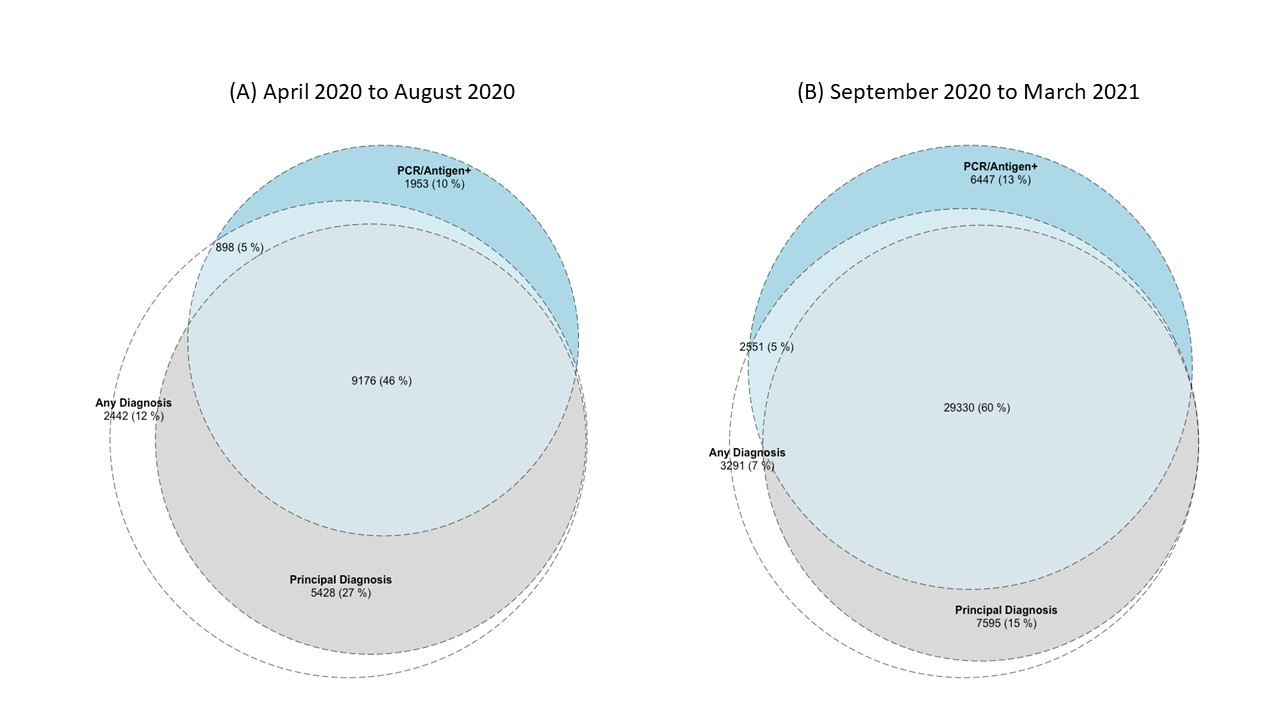 (A) April 2020 to August 2020
PCR/Antigen+
1953 (10 %)
898 (5 %)
9176 (46 %)
Any Diagnosis
2442 (12 %)
Principal Diagnosis
5428 (27 %)
(B) September 2020 to March 2021
PCR/Antigen+
6447 (13 %)
2551 (5 %)
29330 (60 %)
Any Diagnosis
3291 (7 %)
Principal Diagnosis
7595 (15 %)